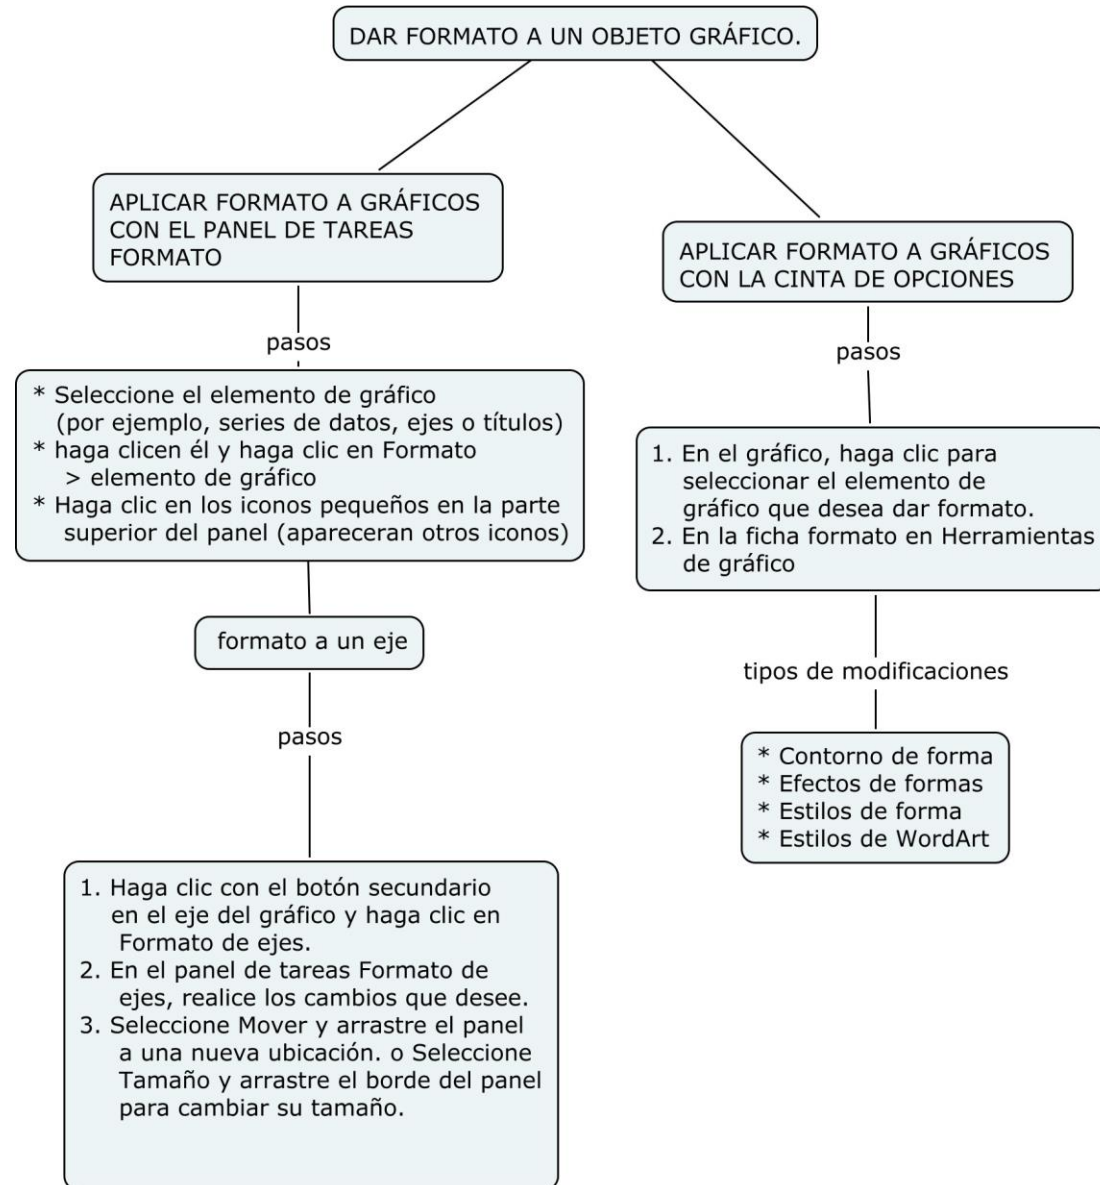 DAR FORMATO A UN OBJETO GRÁFICO.
APLICAR FORMATO A GRÁFICOS
CON EL PANEL DE TAREAS
FORMATO
pasos
* Seleccione el elemento de gráfico
(por ejemplo, series de datos, ejes o títulos)
* haga clicen él y haga clic en Formato
> elemento de gráfico
* Haga clic en los iconos pequeños en la parte
superior del panel (apareceran otros iconos)
formato a un eje
pasos
1. Haga clic con el botón secundario
en el eje del gráfico y haga clic en
Formato de ejes.
2. En el panel de tareas Formato de
ejes, realice los cambios que desee.
3. Seleccione Mover y arrastre el panel
a una nueva ubicación. o Seleccione
Tamaño y arrastre el borde del panel
para cambiar su tamaño.
APLICAR FORMATO A GRÁFICOS
CON LA CINTA DE OPCIONES
pasos
1. En el gráfico, haga clic para
seleccionar el elemento de
gráfico que desea dar formato.
2. En la ficha formato en Herramientas
de gráfico
tipos de modificaciones
* Contorno de forma
* Efectos de formas
* Estilos de forma
* Estilos de WordArt